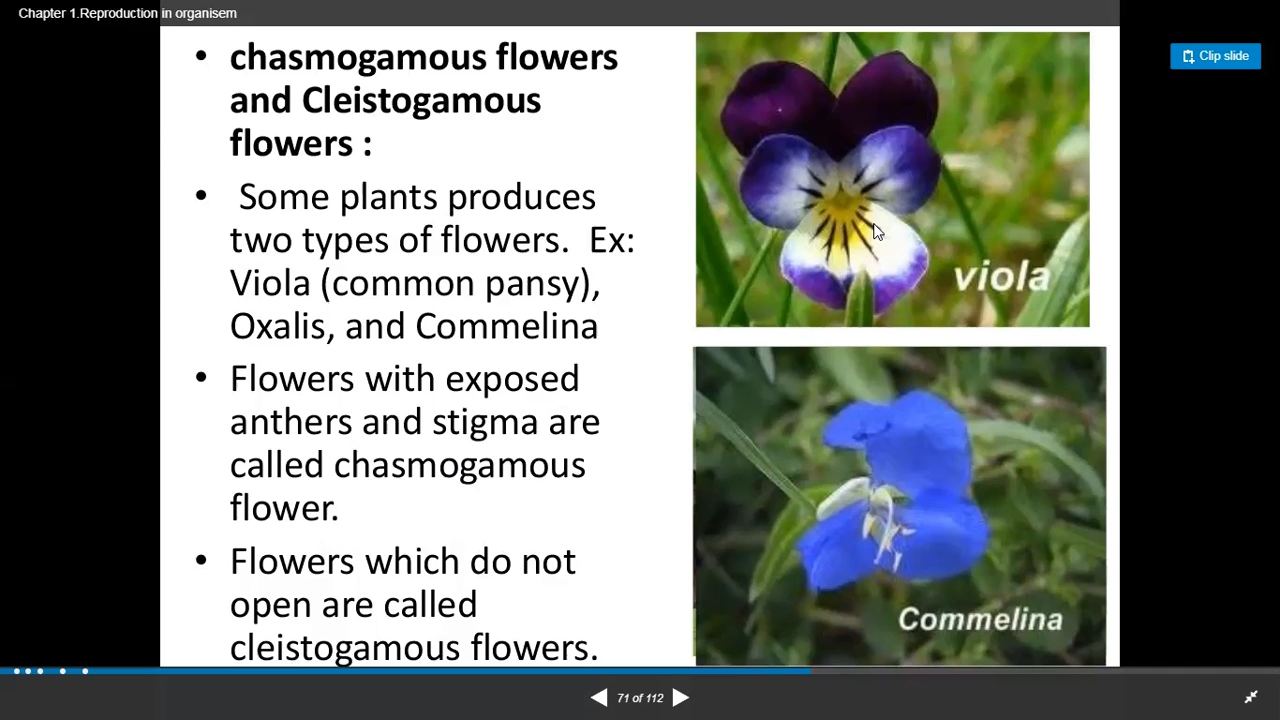 Chapter 1.Reproduction in organisem
Clip slide
• chasmogamous flowers
and Cleistogamous
flowers :
• Some plants produces
two types of flowers. Ex:
Viola (common pansy),
Oxalis, and Commelina
• Flowers with exposed
anthers and stigma are
called chasmogamous
flower.
• Flowers which do not
open are called
cleistogamous flowers.
viola
Commelina
71 of 112